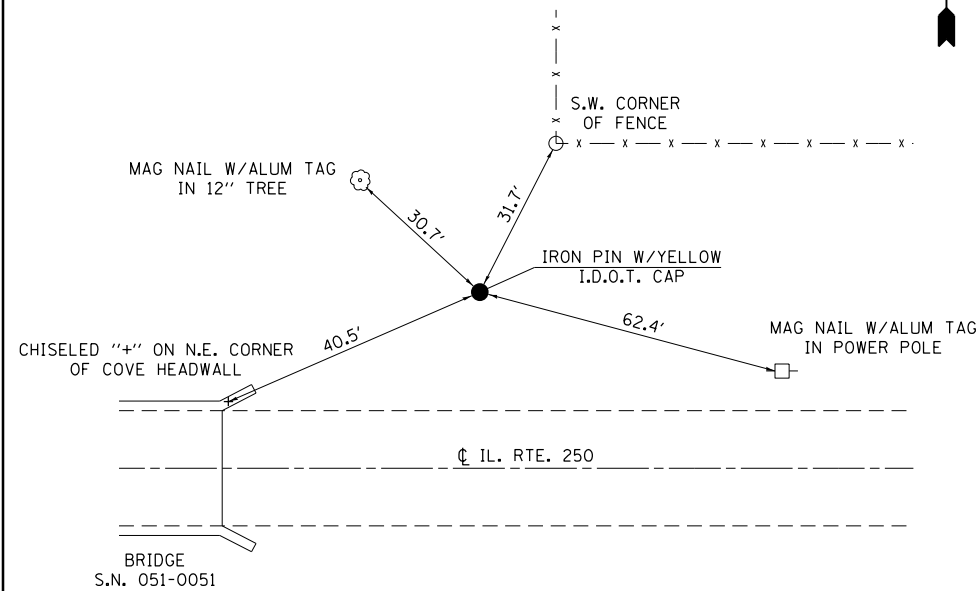 S.W. CORNER
OF FENCE
MAG NAIL W/ALUM TAG
IN 12" TREE
31.7'
30.7'
IRON PIN W/YELLOW
I.D.O.T. CAP
62.4'
MAG NAIL W/ALUM TAG
IN POWER POLE
40.5'
CHISELED "+" ON N.E. CORNER
OF COVE HEADWALL
℄ IL. RTE. 250
BRIDGE
S.N. 051-0051